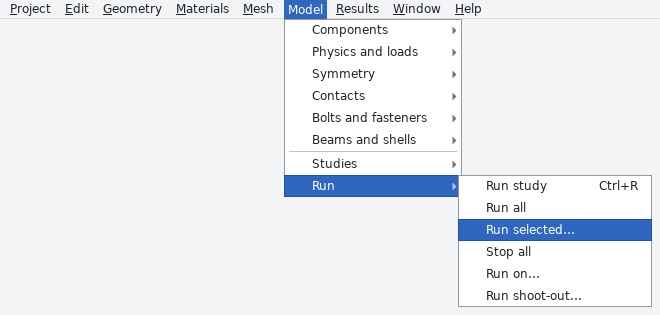 Project Edit Geometry Materials Mesh Model Results Window Help
Components
Physics and loads
Symmetry
Contacts
Bolts and fasteners
Beams and shells
Studies
Run
Run study Ctrl+R
Run all
Run selected...
Stop all
Run on...
Run shoot-out...